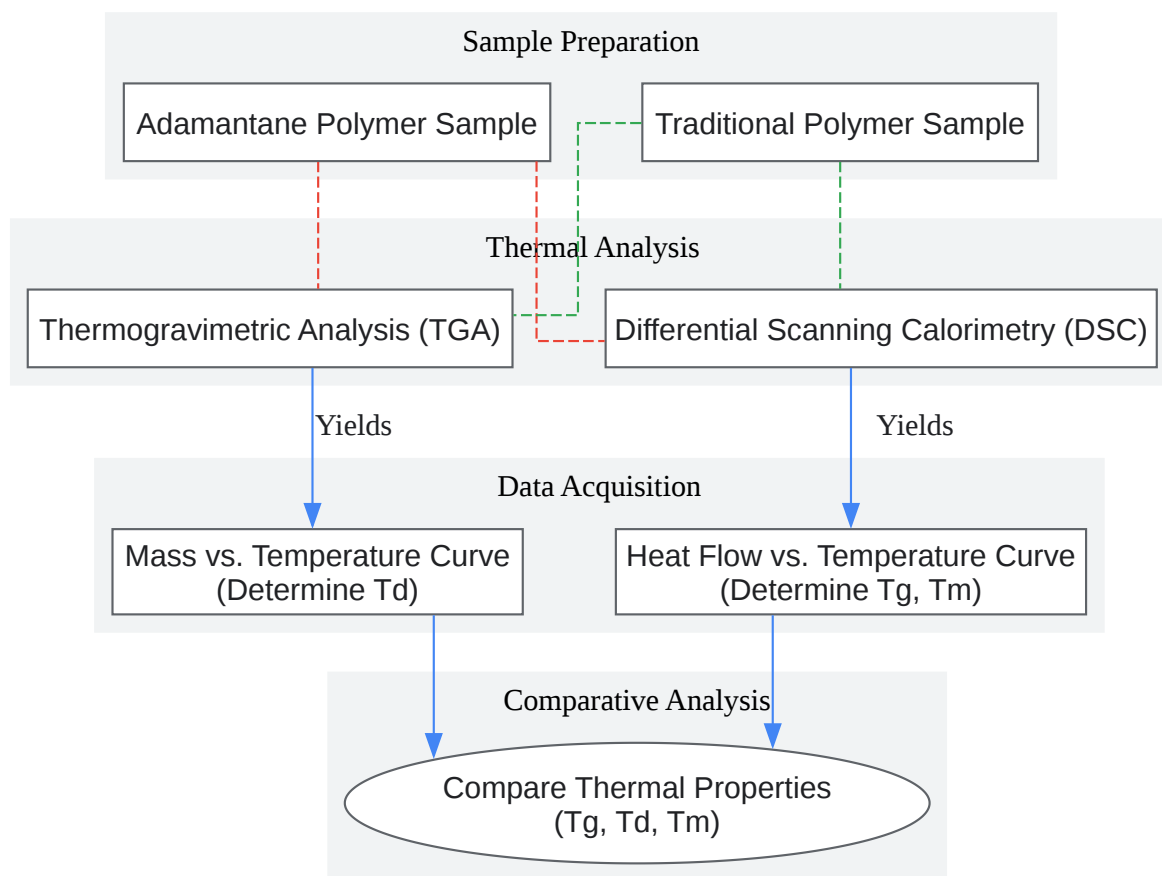 Sample Preparation
Adamantane Polymer Sample
Traditional Polymer Sample
Thermal Analysis
Thermogravimetric Analysis (TGA)
Differential Scanning Calorimetry (DSC)
Yields
Yields
Data Acquisition
Mass vs. Temperature Curve
(Determine Td)
Heat Flow vs. Temperature Curve
(Determine Tg, Tm)
Comparative Analysis
Compare Thermal Properties
(Tg, Td, Tm)